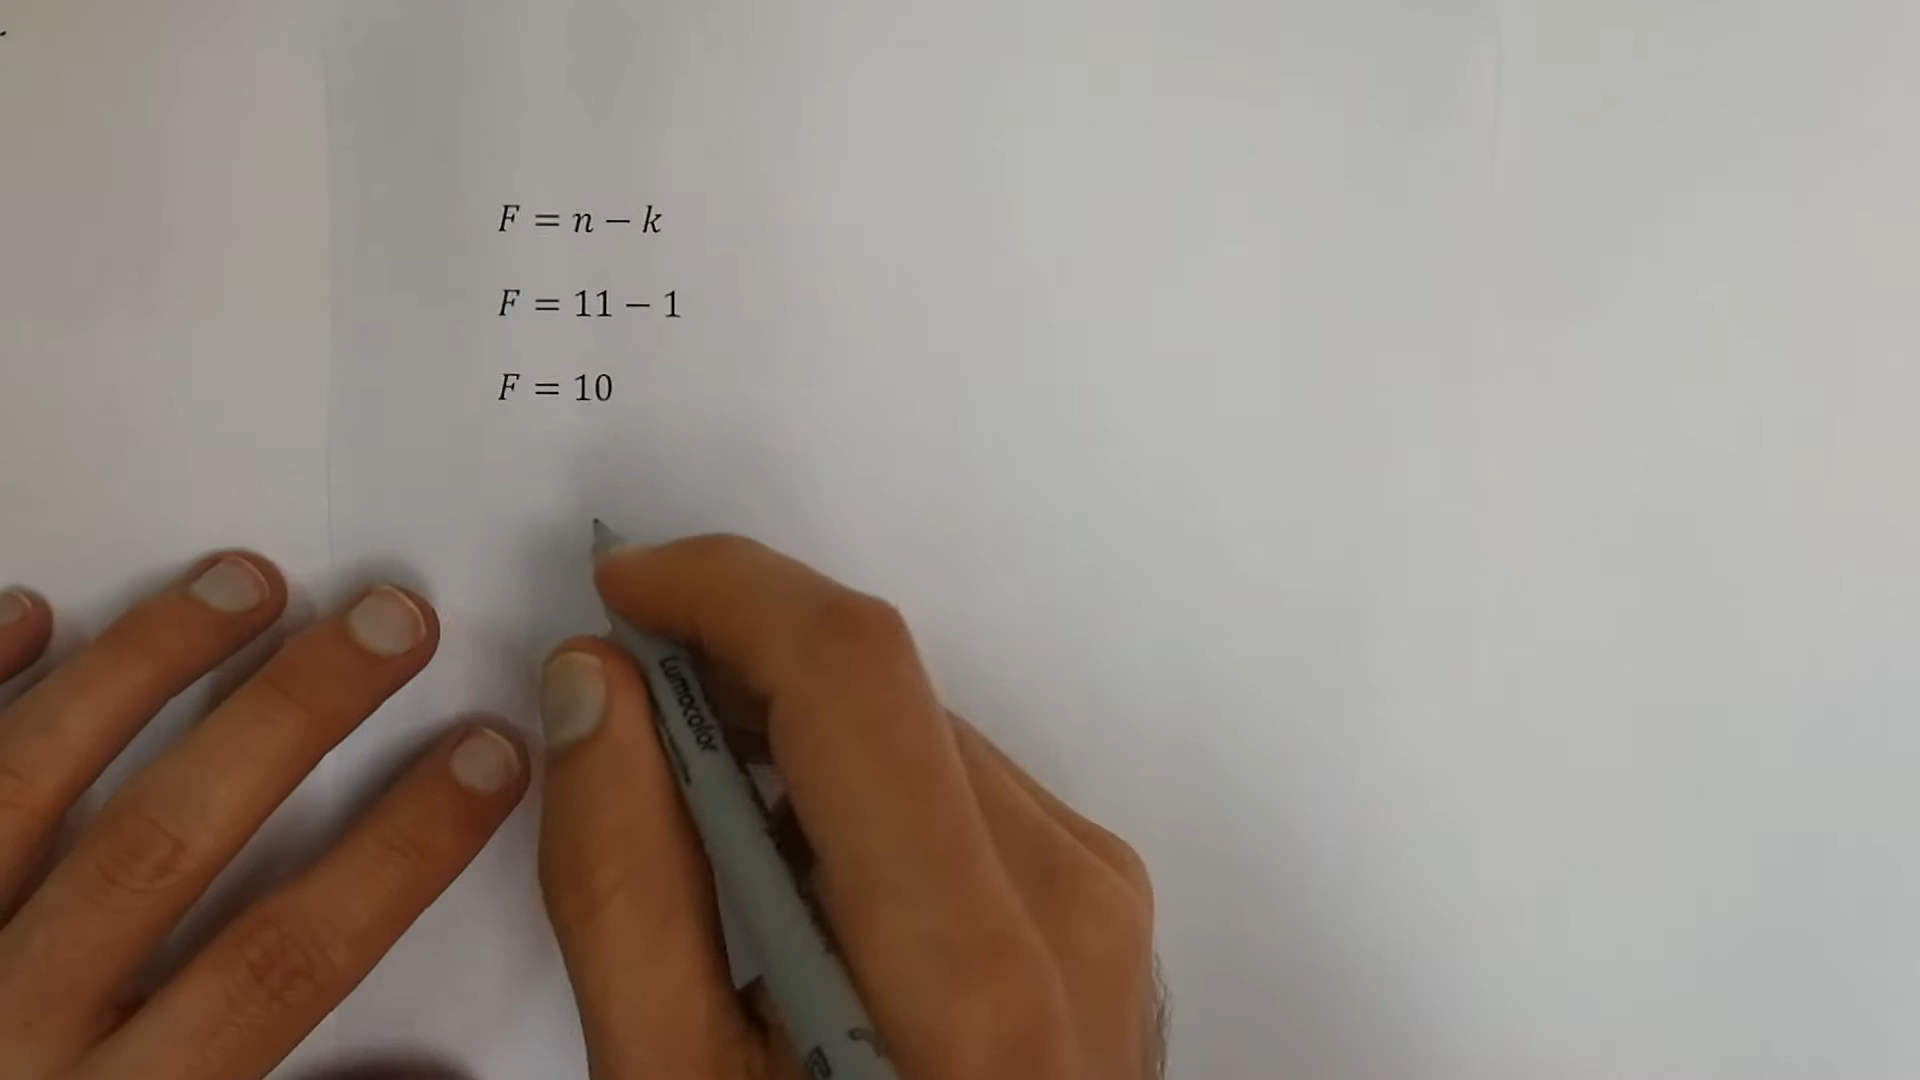 F = n − k
F = 11 − 1
F = 10
Lumocolor